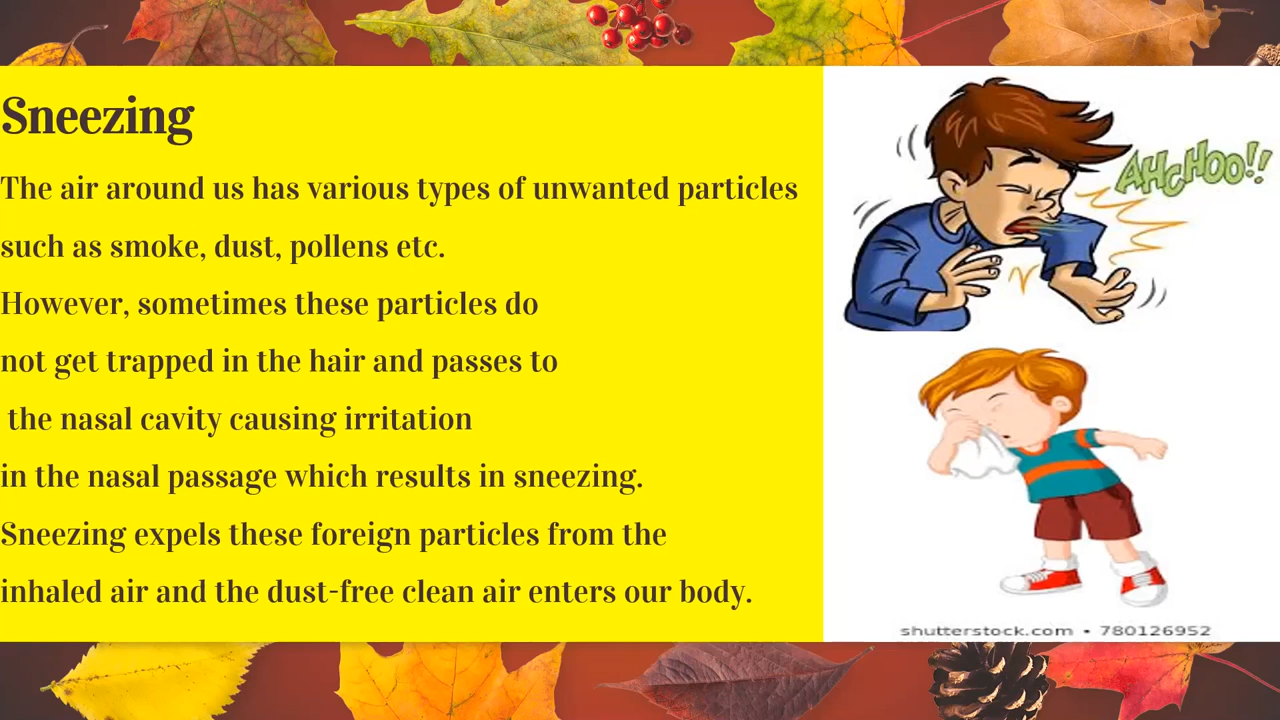 Sneezing
The air around us has various types of unwanted particles
such as smoke, dust, pollens etc.
However, sometimes these particles do
not get trapped in the hair and passes to
the nasal cavity causing irritation
in the nasal passage which results in sneezing.
Sneezing expels these foreign particles from the
inhaled air and the dust-free clean air enters our body.
AHCHOO!!
shutterstock.com • 780126952